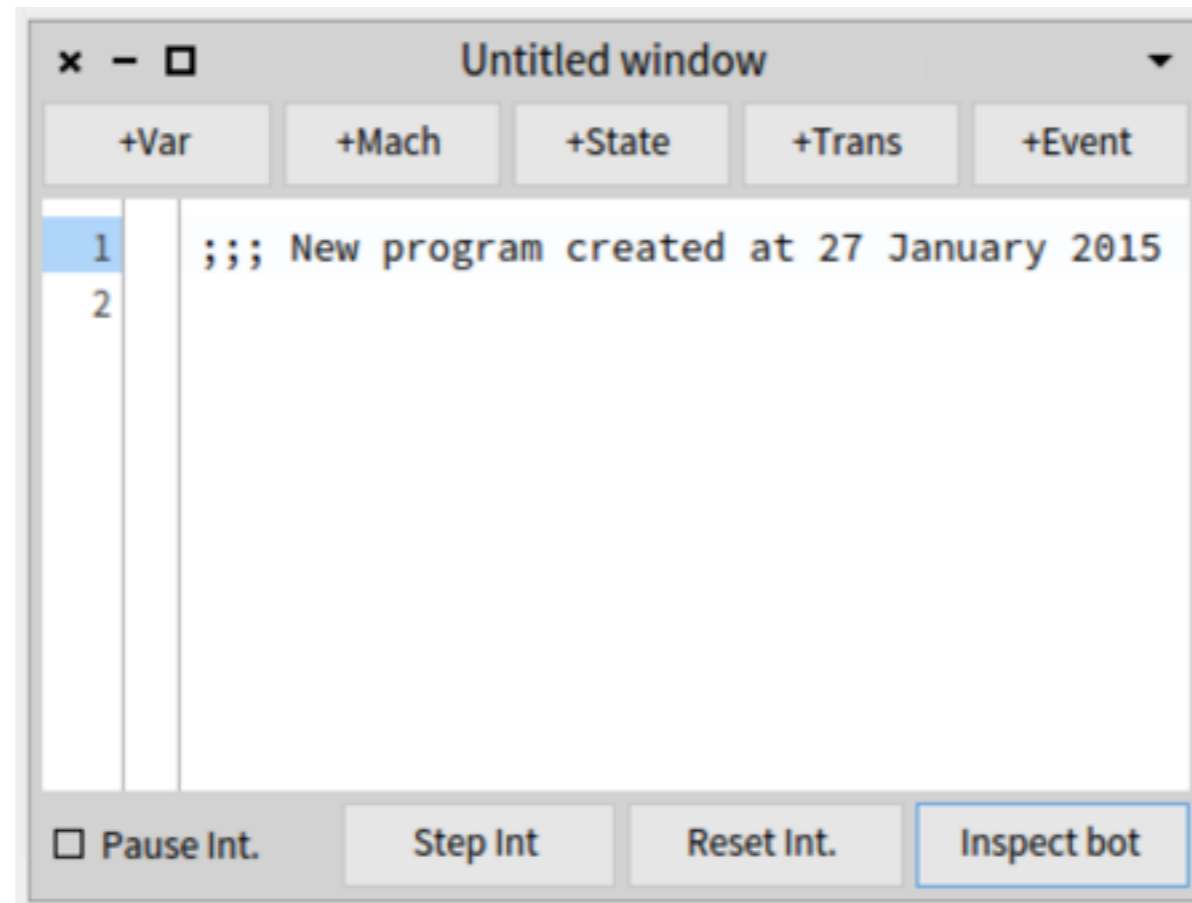 Untitled window
+Var +Mach +State +Trans +Event
1 ;;; New program created at 27 January 2015
2
Pause Int. Step Int Reset Int. Inspect bot